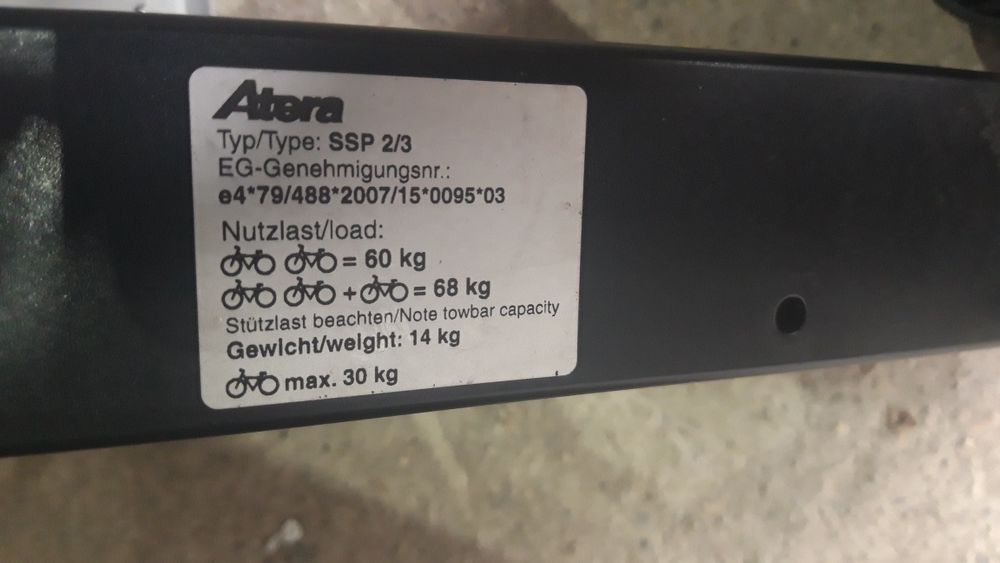 Atera
Typ/Type: SSP 2/3
EG-Genehmigungsnr.:
e4*79/488*2007/15*0095*03
Nutzlast/load:
= 60 kg
+ = 68 kg
Stützlast beachten/Note towbar capacity
Gewicht/weight: 14 kg
max. 30 kg